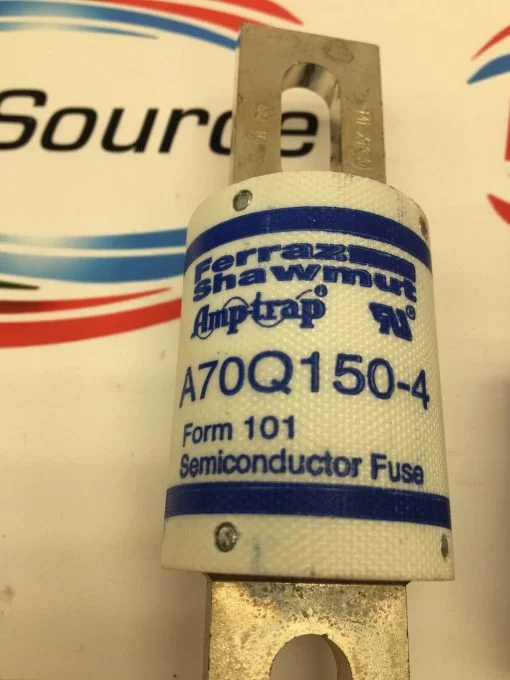 Source
Ferraz
Shawmut
Amp-trap®
A70Q150-4
Form 101
Semiconductor Fuse